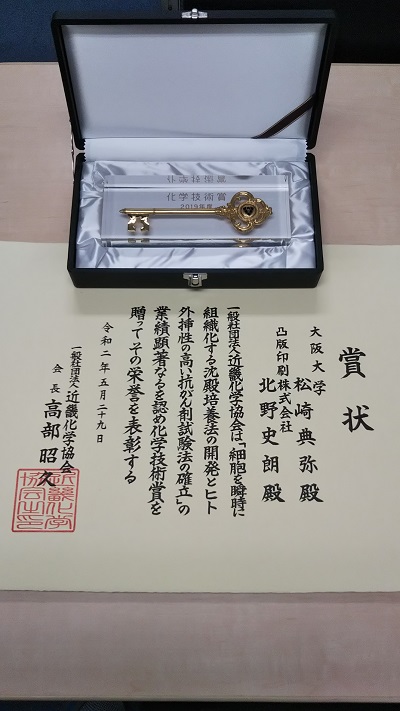 化学技術賞
2019年度
賞状
大阪大学
松崎典弥殿
凸版印刷株式会社
北野史朗殿
一般社団法人近畿化学協会は「細胞を瞬時に
組織化する沈殿培養法の開発とヒト
外挿性の高い抗がん剤試験法の確立」の
業績顕著なるを認め化学技術賞を
贈ってその栄誉を表彰する
令和二年五月二十九日
一般社団法人近畿化学協会
会長 高部昭久